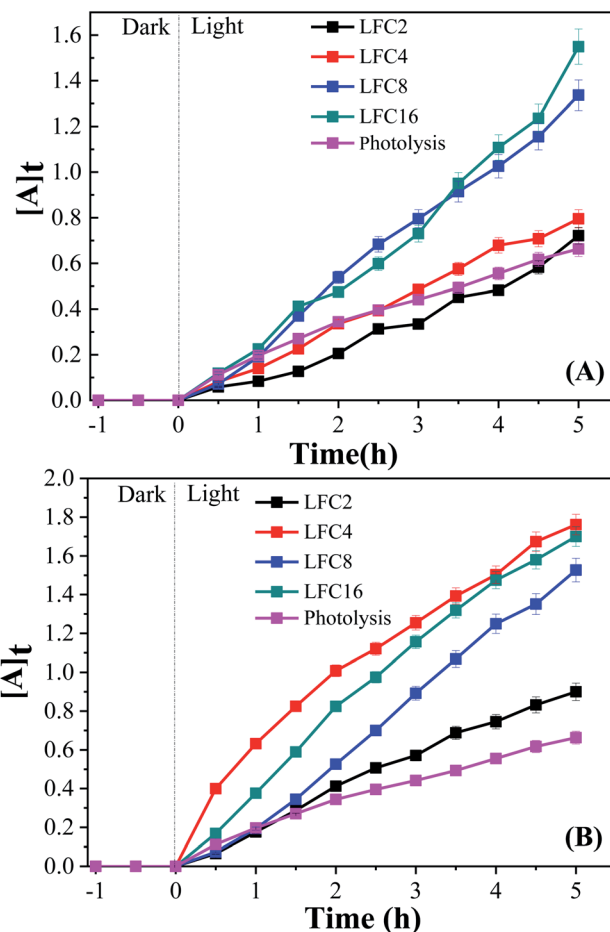 Dark Light
LFC2
LFC4
LFC8
LFC16
Photolysis
1.6
1.4
1.2
1.0
0.8
0.6
0.4
0.2
0.0
[A]t
(A)
-1 0 1 2 3 4 5
Time(h)
Dark Light
LFC2
LFC4
LFC8
LFC16
Photolysis
2.0
1.8
1.6
1.4
1.2
1.0
0.8
0.6
0.4
0.2
0.0
[A]t
(B)
-1 0 1 2 3 4 5
Time (h)